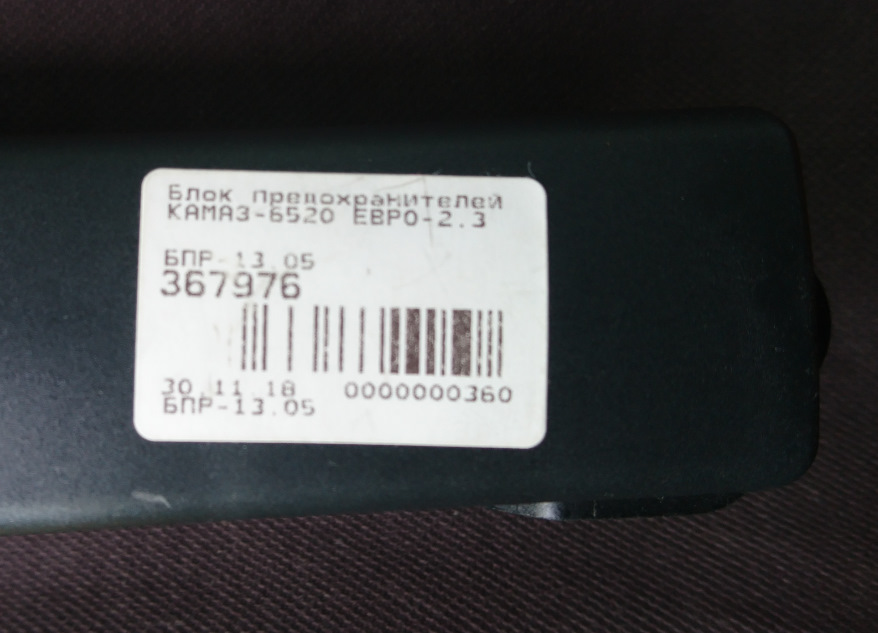 Блок предохранителей
КАМАЗ-6520 ЕВРО-2.3
БПР-13.05
367976
30.11.18 0000000360
БПР-13.05